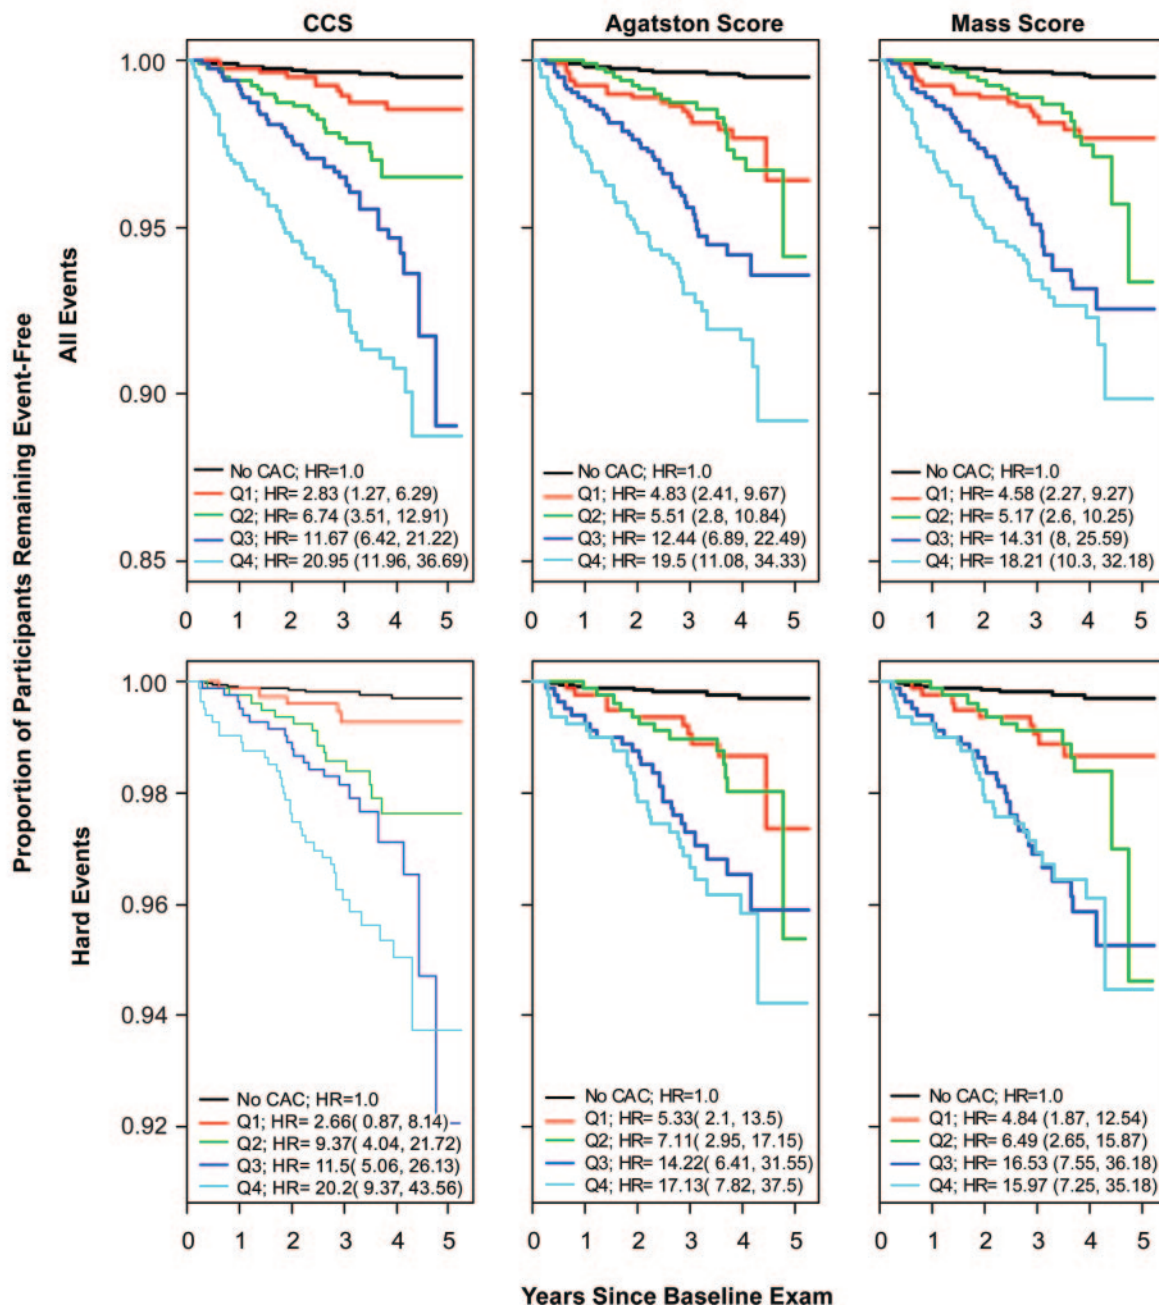 CCS
Agatston Score
Mass Score
Proportion of Participants Remaining Event-Free
All Events
1.00
0.95
0.90
0.85
No CAC; HR=1.0
Q1; HR= 2.83 (1.27, 6.29)
Q2; HR= 6.74 (3.51, 12.91)
Q3; HR= 11.67 (6.42, 21.22)
Q4; HR= 20.95 (11.96, 36.69)
0 1 2 3 4 5
No CAC; HR=1.0
Q1; HR= 4.83 (2.41, 9.67)
Q2; HR= 5.51 (2.8, 10.84)
Q3; HR= 12.44 (6.89, 22.49)
Q4; HR= 19.5 (11.08, 34.33)
0 1 2 3 4 5
No CAC; HR=1.0
Q1; HR= 4.58 (2.27, 9.27)
Q2; HR= 5.17 (2.6, 10.25)
Q3; HR= 14.31 (8, 25.59)
Q4; HR= 18.21 (10.3, 32.18)
0 1 2 3 4 5
Hard Events
1.00
0.98
0.96
0.94
0.92
No CAC; HR=1.0
Q1; HR= 2.66( 0.87, 8.14)
Q2; HR= 9.37( 4.04, 21.72)
Q3; HR= 11.5( 5.06, 26.13)
Q4; HR= 20.2( 9.37, 43.56)
0 1 2 3 4 5
No CAC; HR=1.0
Q1; HR= 5.33( 2.1, 13.5)
Q2; HR= 7.11( 2.95, 17.15)
Q3; HR= 14.22( 6.41, 31.55)
Q4; HR= 17.13( 7.82, 37.5)
0 1 2 3 4 5
No CAC; HR=1.0
Q1; HR= 4.84 (1.87, 12.54)
Q2; HR= 6.49 (2.65, 15.87)
Q3; HR= 16.53 (7.55, 36.18)
Q4; HR= 15.97 (7.25, 35.18)
0 1 2 3 4 5
Years Since Baseline Exam